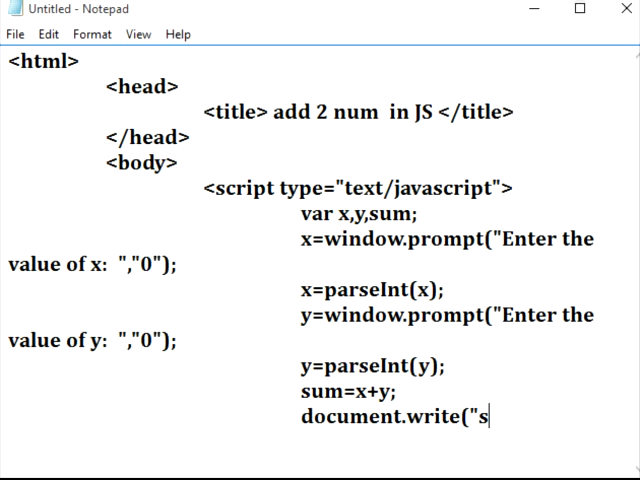 Untitled - Notepad
File Edit Format View Help
<html>
<head>
<title> add 2 num  in JS </title>
</head>
<body>
<script type="text/javascript">
var x,y,sum;
x=window.prompt("Enter the
value of x:  ","0");
x=parseInt(x);
y=window.prompt("Enter the
value of y:  ","0");
y=parseInt(y);
sum=x+y;
document.write("s